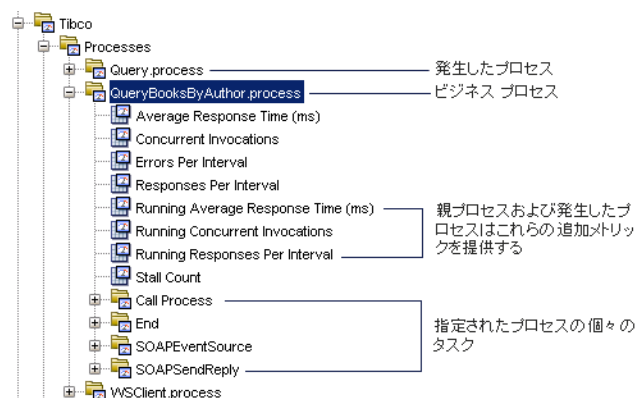 Tibco
Processes
Query.process
発生したプロセス
QueryBooksByAuthor.process
ビジネス プロセス
Average Response Time (ms)
Concurrent Invocations
Errors Per Interval
Responses Per Interval
Running Average Response Time (ms)
Running Concurrent Invocations
Running Responses Per Interval
親プロセスおよび発生したプ
ロセスはこれらの追加メトリッ
クを提供する
Stall Count
Call Process
End
SOAPEventSource
SOAPSendReply
指定されたプロセスの個々の
タスク
WSClient.process